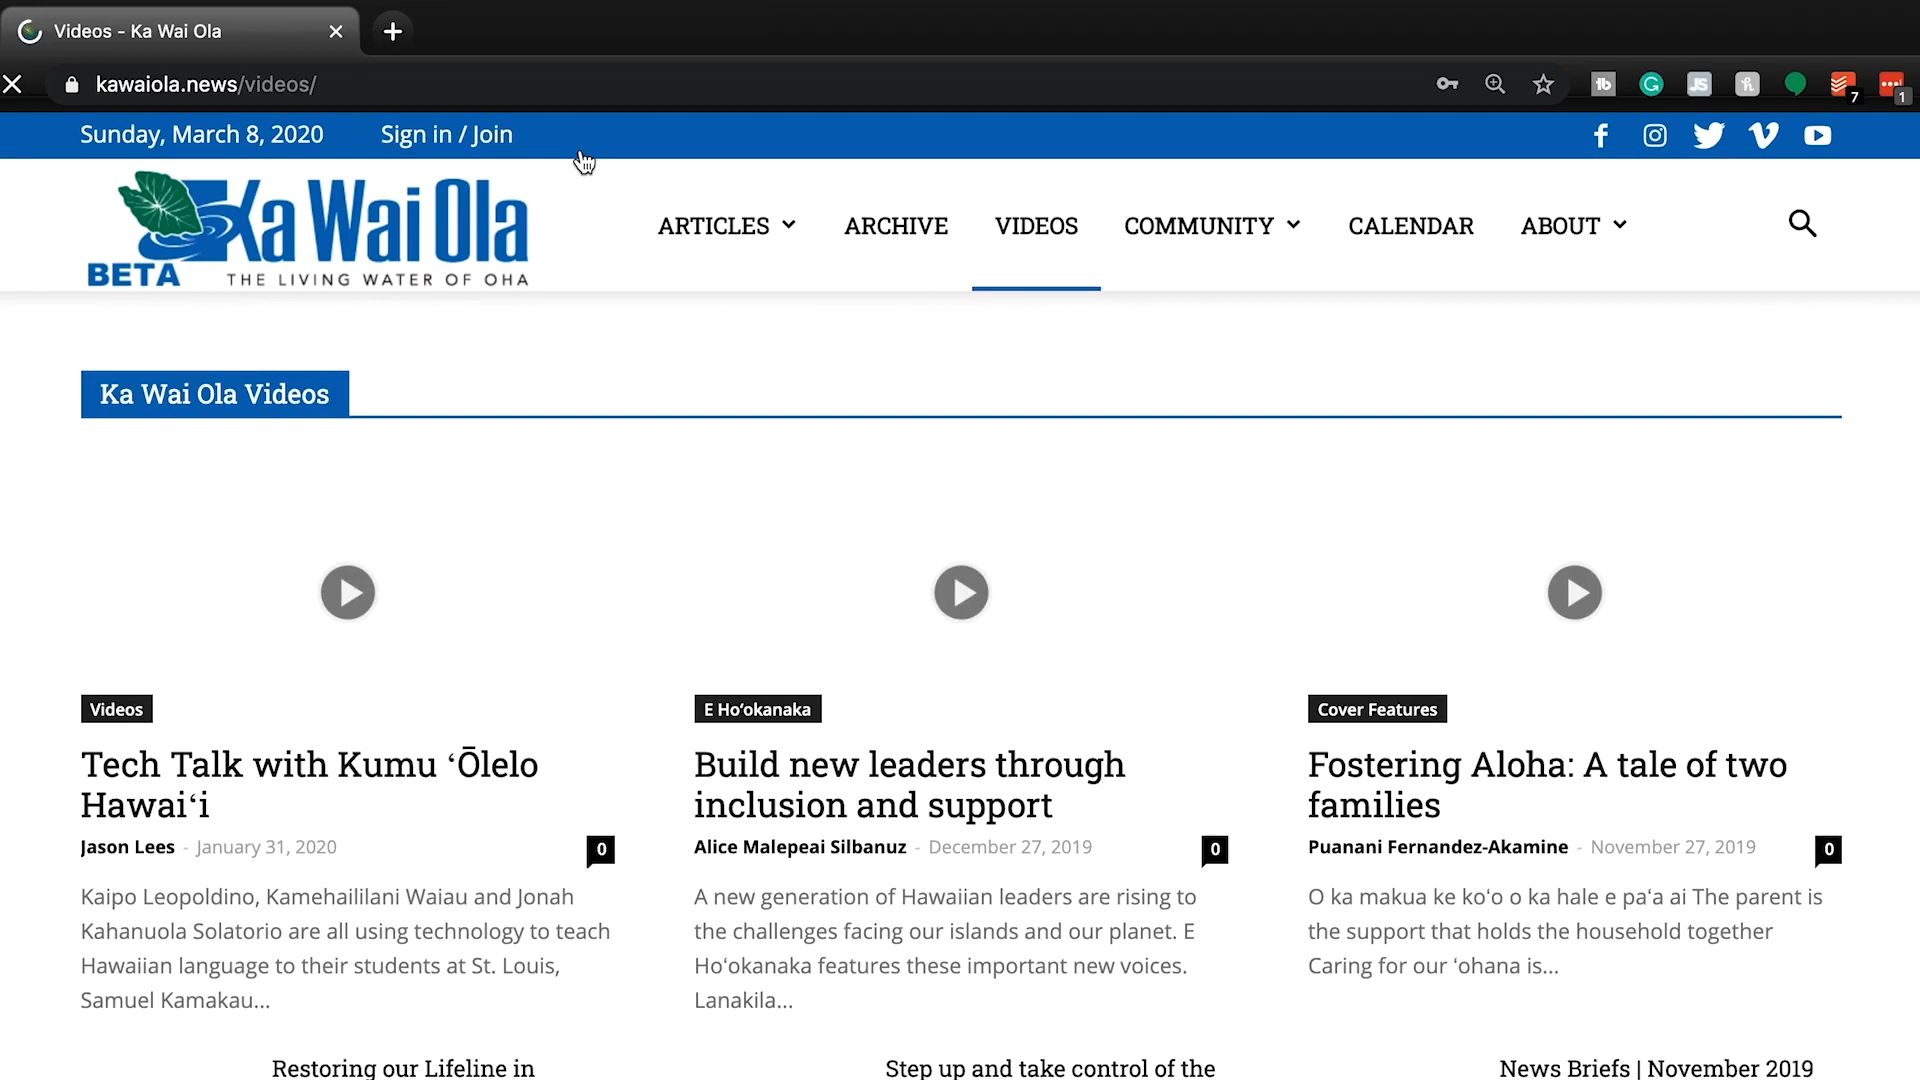 Videos - Ka Wai Ola
kawaiola.news/videos/
tb
G
JS
7
1
Sunday, March 8, 2020
Sign in / Join
Ka Wai Ola
BETA
THE LIVING WATER OF OHA
ARTICLES
ARCHIVE
VIDEOS
COMMUNITY
CALENDAR
ABOUT
Ka Wai Ola Videos
Videos
Tech Talk with Kumu ʻŌlelo
Hawaiʻi
Jason Lees - January 31, 2020
0
Kaipo Leopoldino, Kamehaililani Waiau and Jonah
Kahanuola Solatorio are all using technology to teach
Hawaiian language to their students at St. Louis,
Samuel Kamakau...
E Hoʻokanaka
Build new leaders through
inclusion and support
Alice Malepeai Silbanuz - December 27, 2019
0
A new generation of Hawaiian leaders are rising to
the challenges facing our islands and our planet. E
Hoʻokanaka features these important new voices.
Lanakila...
Cover Features
Fostering Aloha: A tale of two
families
Puanani Fernandez-Akamine - November 27, 2019
0
O ka makua ke koʻo o ka hale e paʻa ai The parent is
the support that holds the household together
Caring for our ʻohana is...
Restoring our Lifeline in
Step up and take control of the
News Briefs | November 2019